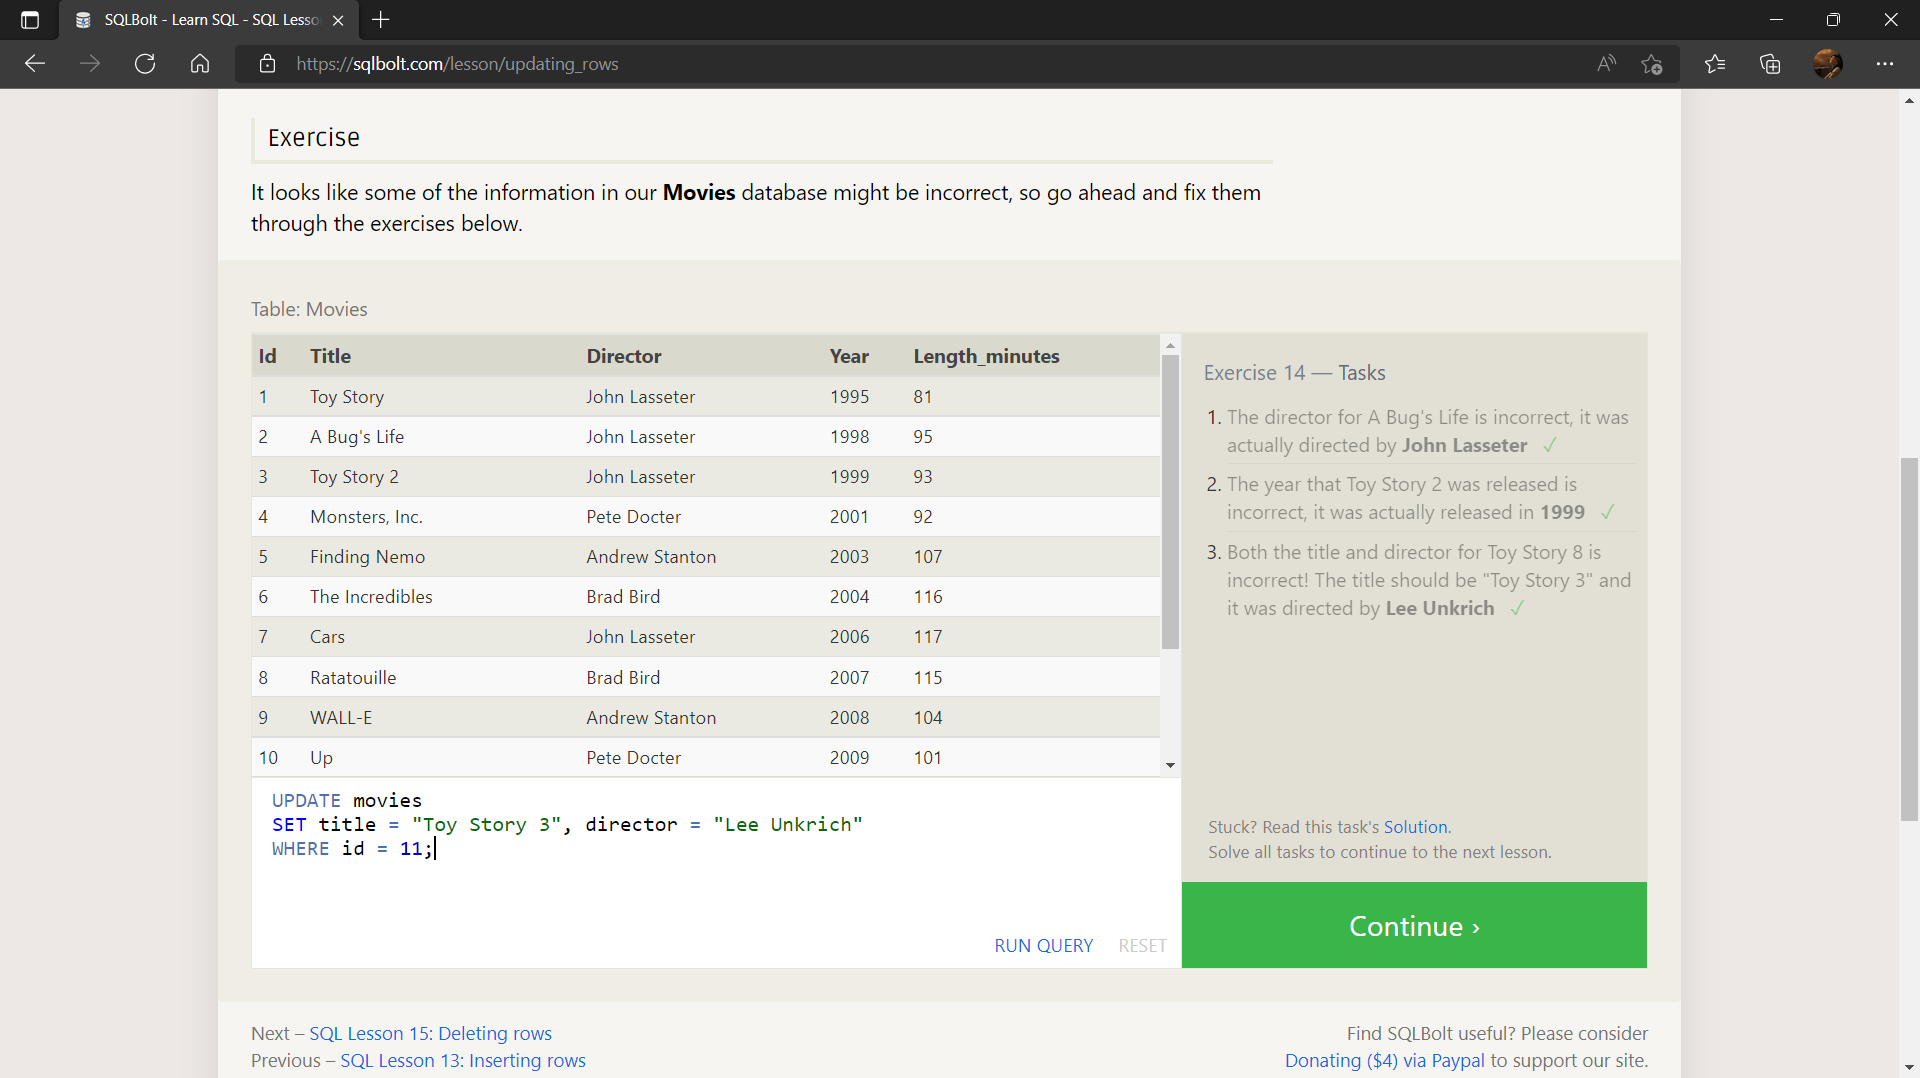 SQLBolt - Learn SQL - SQL Lesso
https://sqlbolt.com/lesson/updating_rows
Exercise
It looks like some of the information in our Movies database might be incorrect, so go ahead and fix them
through the exercises below.
Table: Movies
Id Title Director Year Length_minutes
1 Toy Story John Lasseter 1995 81
2 A Bug's Life John Lasseter 1998 95
3 Toy Story 2 John Lasseter 1999 93
4 Monsters, Inc. Pete Docter 2001 92
5 Finding Nemo Andrew Stanton 2003 107
6 The Incredibles Brad Bird 2004 116
7 Cars John Lasseter 2006 117
8 Ratatouille Brad Bird 2007 115
9 WALL-E Andrew Stanton 2008 104
10 Up Pete Docter 2009 101
UPDATE movies
SET title = "Toy Story 3", director = "Lee Unkrich"
WHERE id = 11;
RUN QUERY RESET
Exercise 14 — Tasks
1. The director for A Bug's Life is incorrect, it was
actually directed by John Lasseter ✓
2. The year that Toy Story 2 was released is
incorrect, it was actually released in 1999 ✓
3. Both the title and director for Toy Story 8 is
incorrect! The title should be "Toy Story 3" and
it was directed by Lee Unkrich ✓
Stuck? Read this task's Solution.
Solve all tasks to continue to the next lesson.
Continue ›
Next – SQL Lesson 15: Deleting rows
Previous – SQL Lesson 13: Inserting rows
Find SQLBolt useful? Please consider
Donating ($4) via Paypal to support our site.